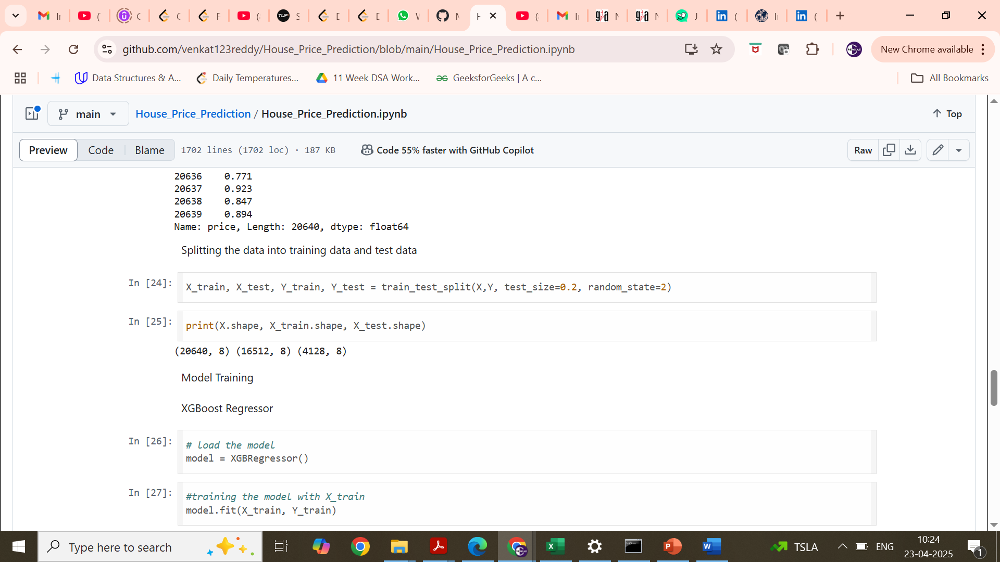 github.com/venkat123reddy/House_Price_Prediction/blob/main/House_Price_Prediction.ipynb
New Chrome available
Data Structures & A...
Daily Temperatures...
11 Week DSA Work...
GeeksforGeeks | A c...
All Bookmarks
main
House_Price_Prediction / House_Price_Prediction.ipynb
Top
Preview
Code
Blame
1702 lines (1702 loc) · 187 KB
Code 55% faster with GitHub Copilot
Raw
20636    0.771
20637    0.923
20638    0.847
20639    0.894
Name: price, Length: 20640, dtype: float64
Splitting the data into training data and test data
In [24]:
X_train, X_test, Y_train, Y_test = train_test_split(X,Y, test_size=0.2, random_state=2)
In [25]:
print(X.shape, X_train.shape, X_test.shape)
(20640, 8) (16512, 8) (4128, 8)
Model Training
XGBoost Regressor
In [26]:
# load the model
model = XGBRegressor()
In [27]:
#training the model with X_train
model.fit(X_train, Y_train)
Type here to search
TSLA
ENG
10:24
23-04-2025
1